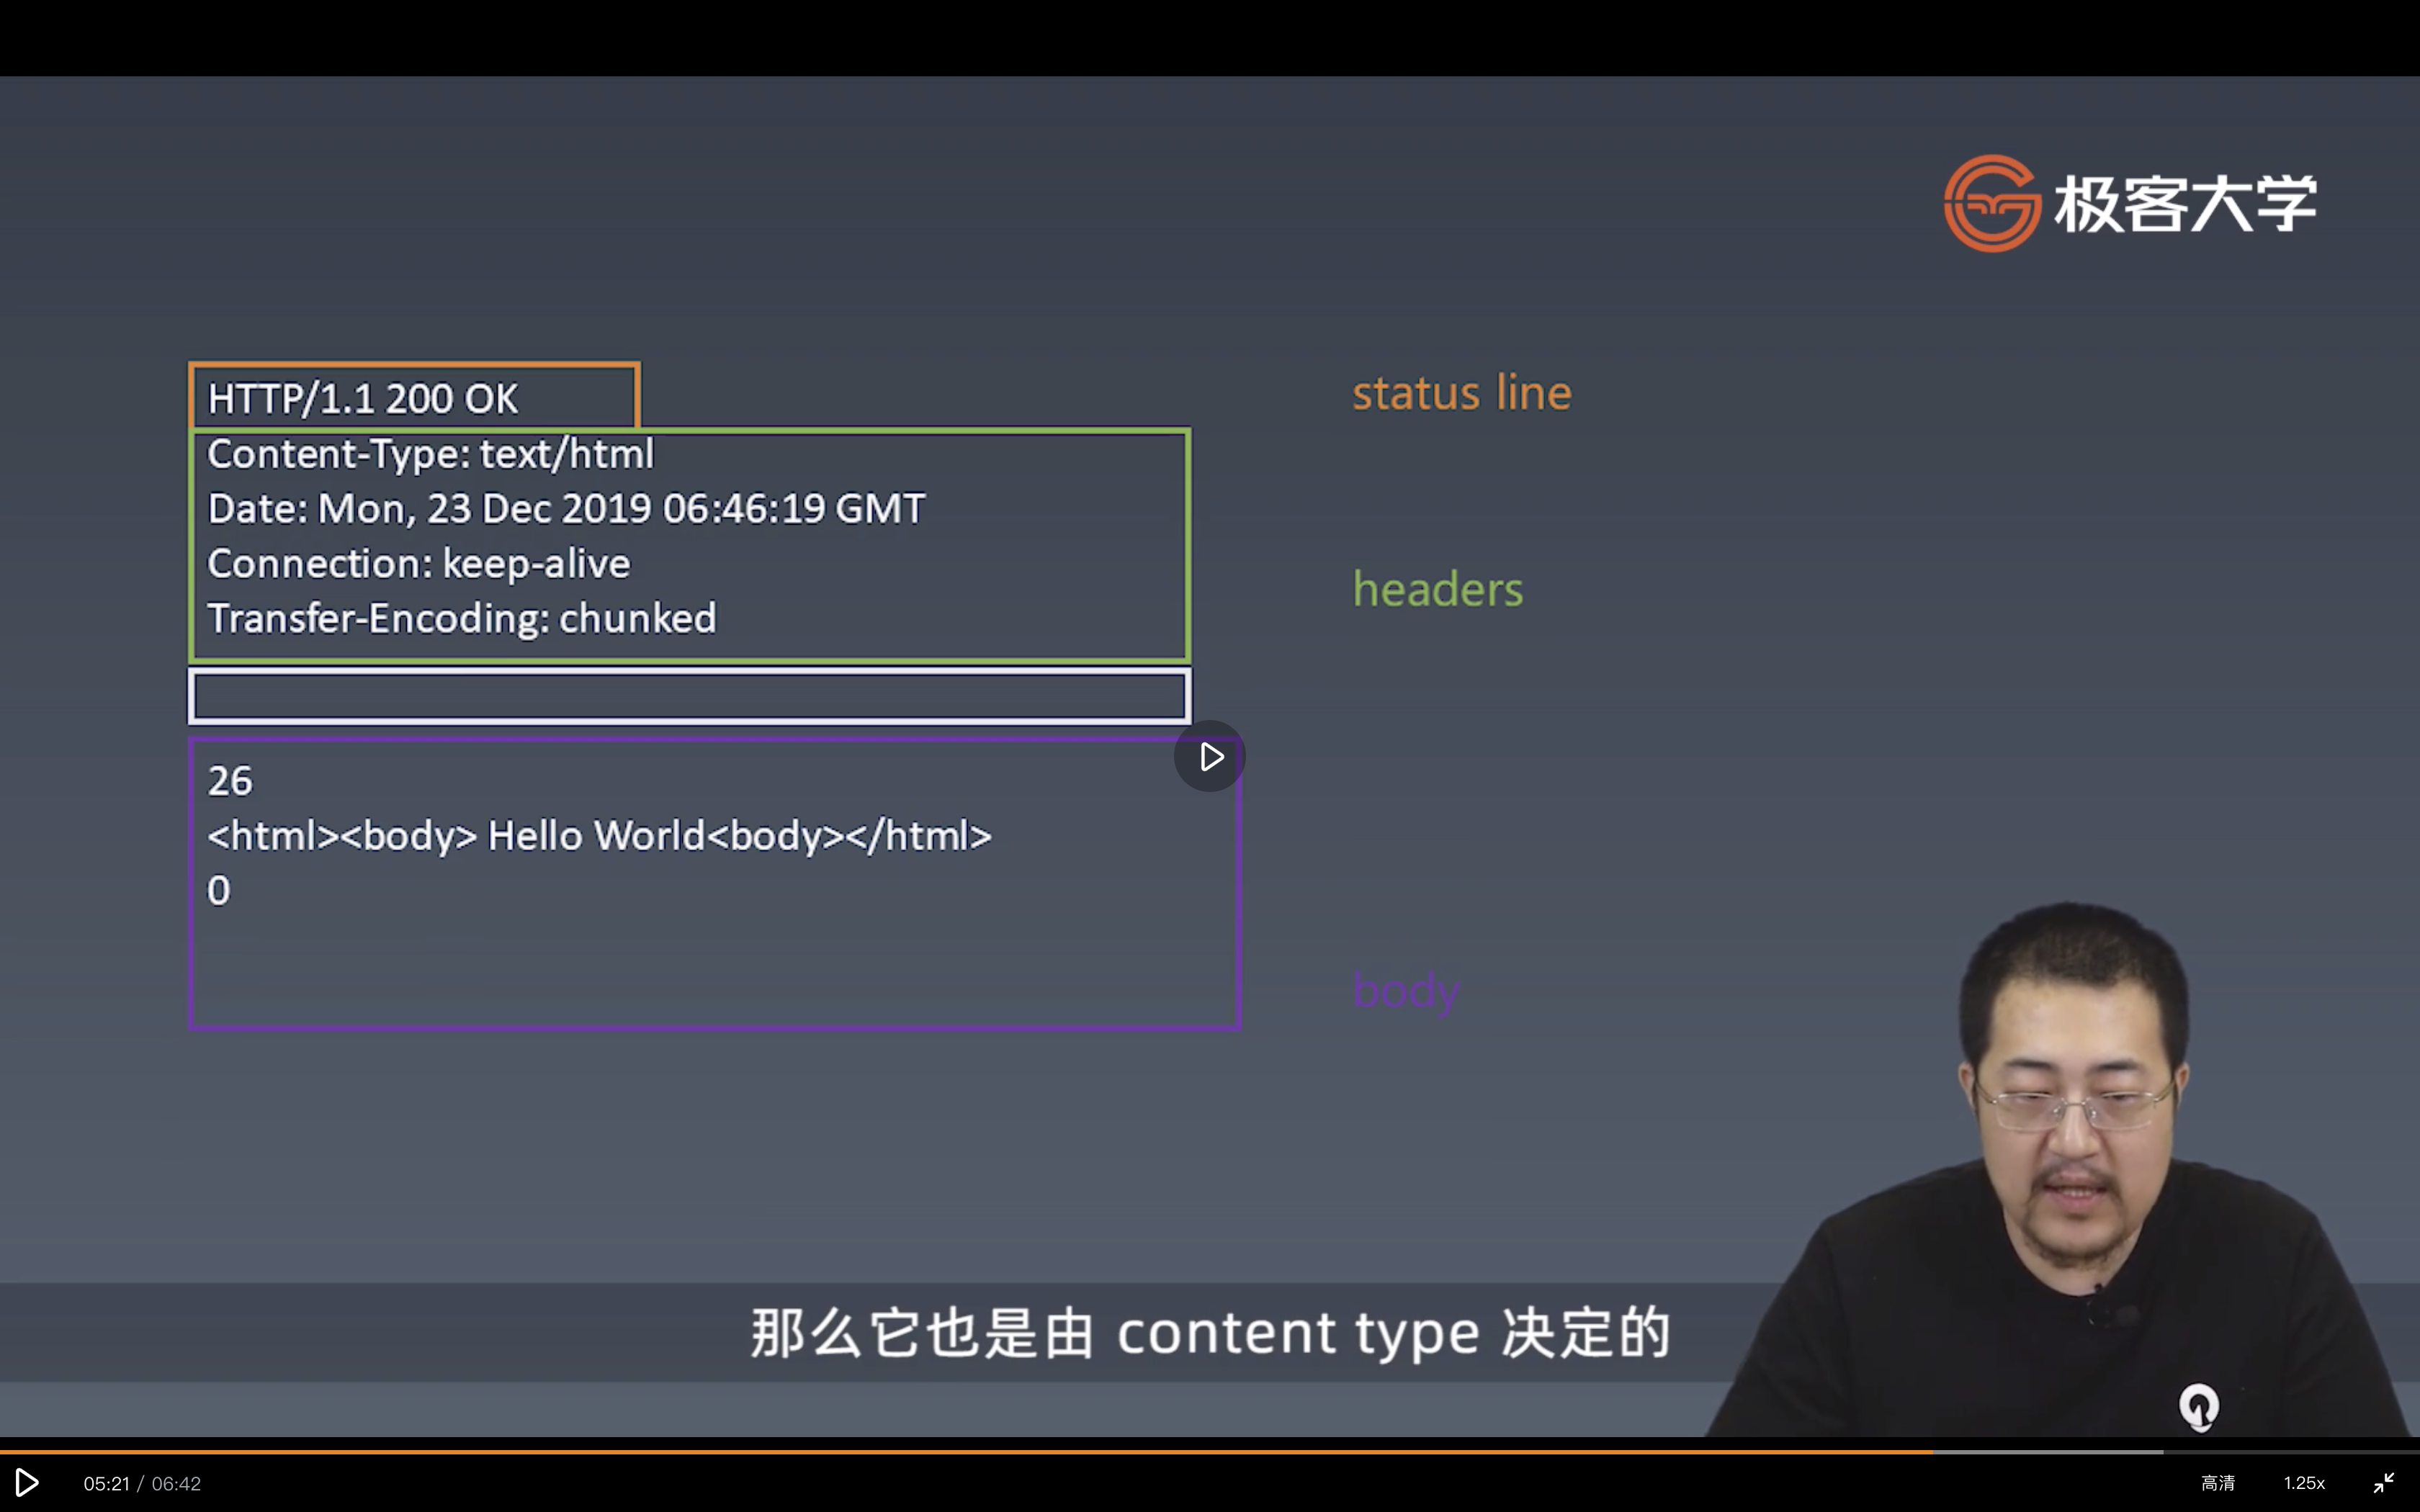 极客大学
HTTP/1.1 200 OK
status line
Content-Type: text/html
Date: Mon, 23 Dec 2019 06:46:19 GMT
Connection: keep-alive
headers
Transfer-Encoding: chunked
26
<html><body> Hello World<body></html>
0
body
那么它也是由 content type 决定的
05:21 / 06:42
高清
1.25x